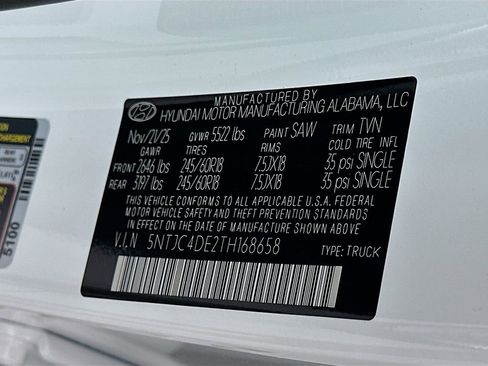 MANUFACTURED BY
HYUNDAI MOTOR MANUFACTURING ALABAMA, LLC
Nov/21/25 GVWR 5522 lbs PAINT SAW TRIM TVN
GAWR TIRES RIMS COLD TIRE INFL
FRONT 2646 lbs 245/60R18 7.5JX18 35 psi SINGLE
REAR 3197 lbs 245/60R18 7.5JX18 35 psi SINGLE
THIS VEHICLE CONFORMS TO ALL APPLICABLE U.S.A. FEDERAL
MOTOR VEHICLE SAFETY AND THEFT PREVENTION STANDARDS
IN EFFECT ON THE DATE OF MANUFACTURE SHOWN ABOVE.
V.I.N 5NTJC4DE2TH168658 TYPE: TRUCK
5100